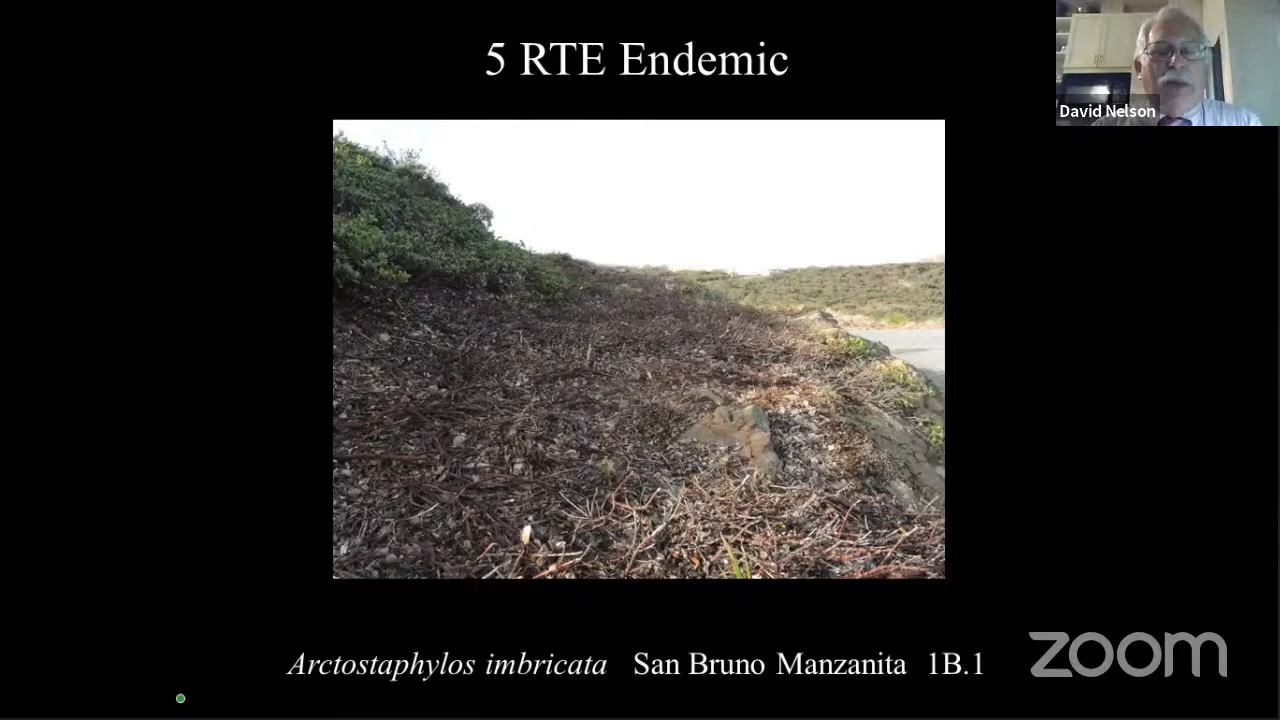 5 RTE Endemic
David Nelson
Arctostaphylos imbricata San Bruno Manzanita 1B.1
zoom